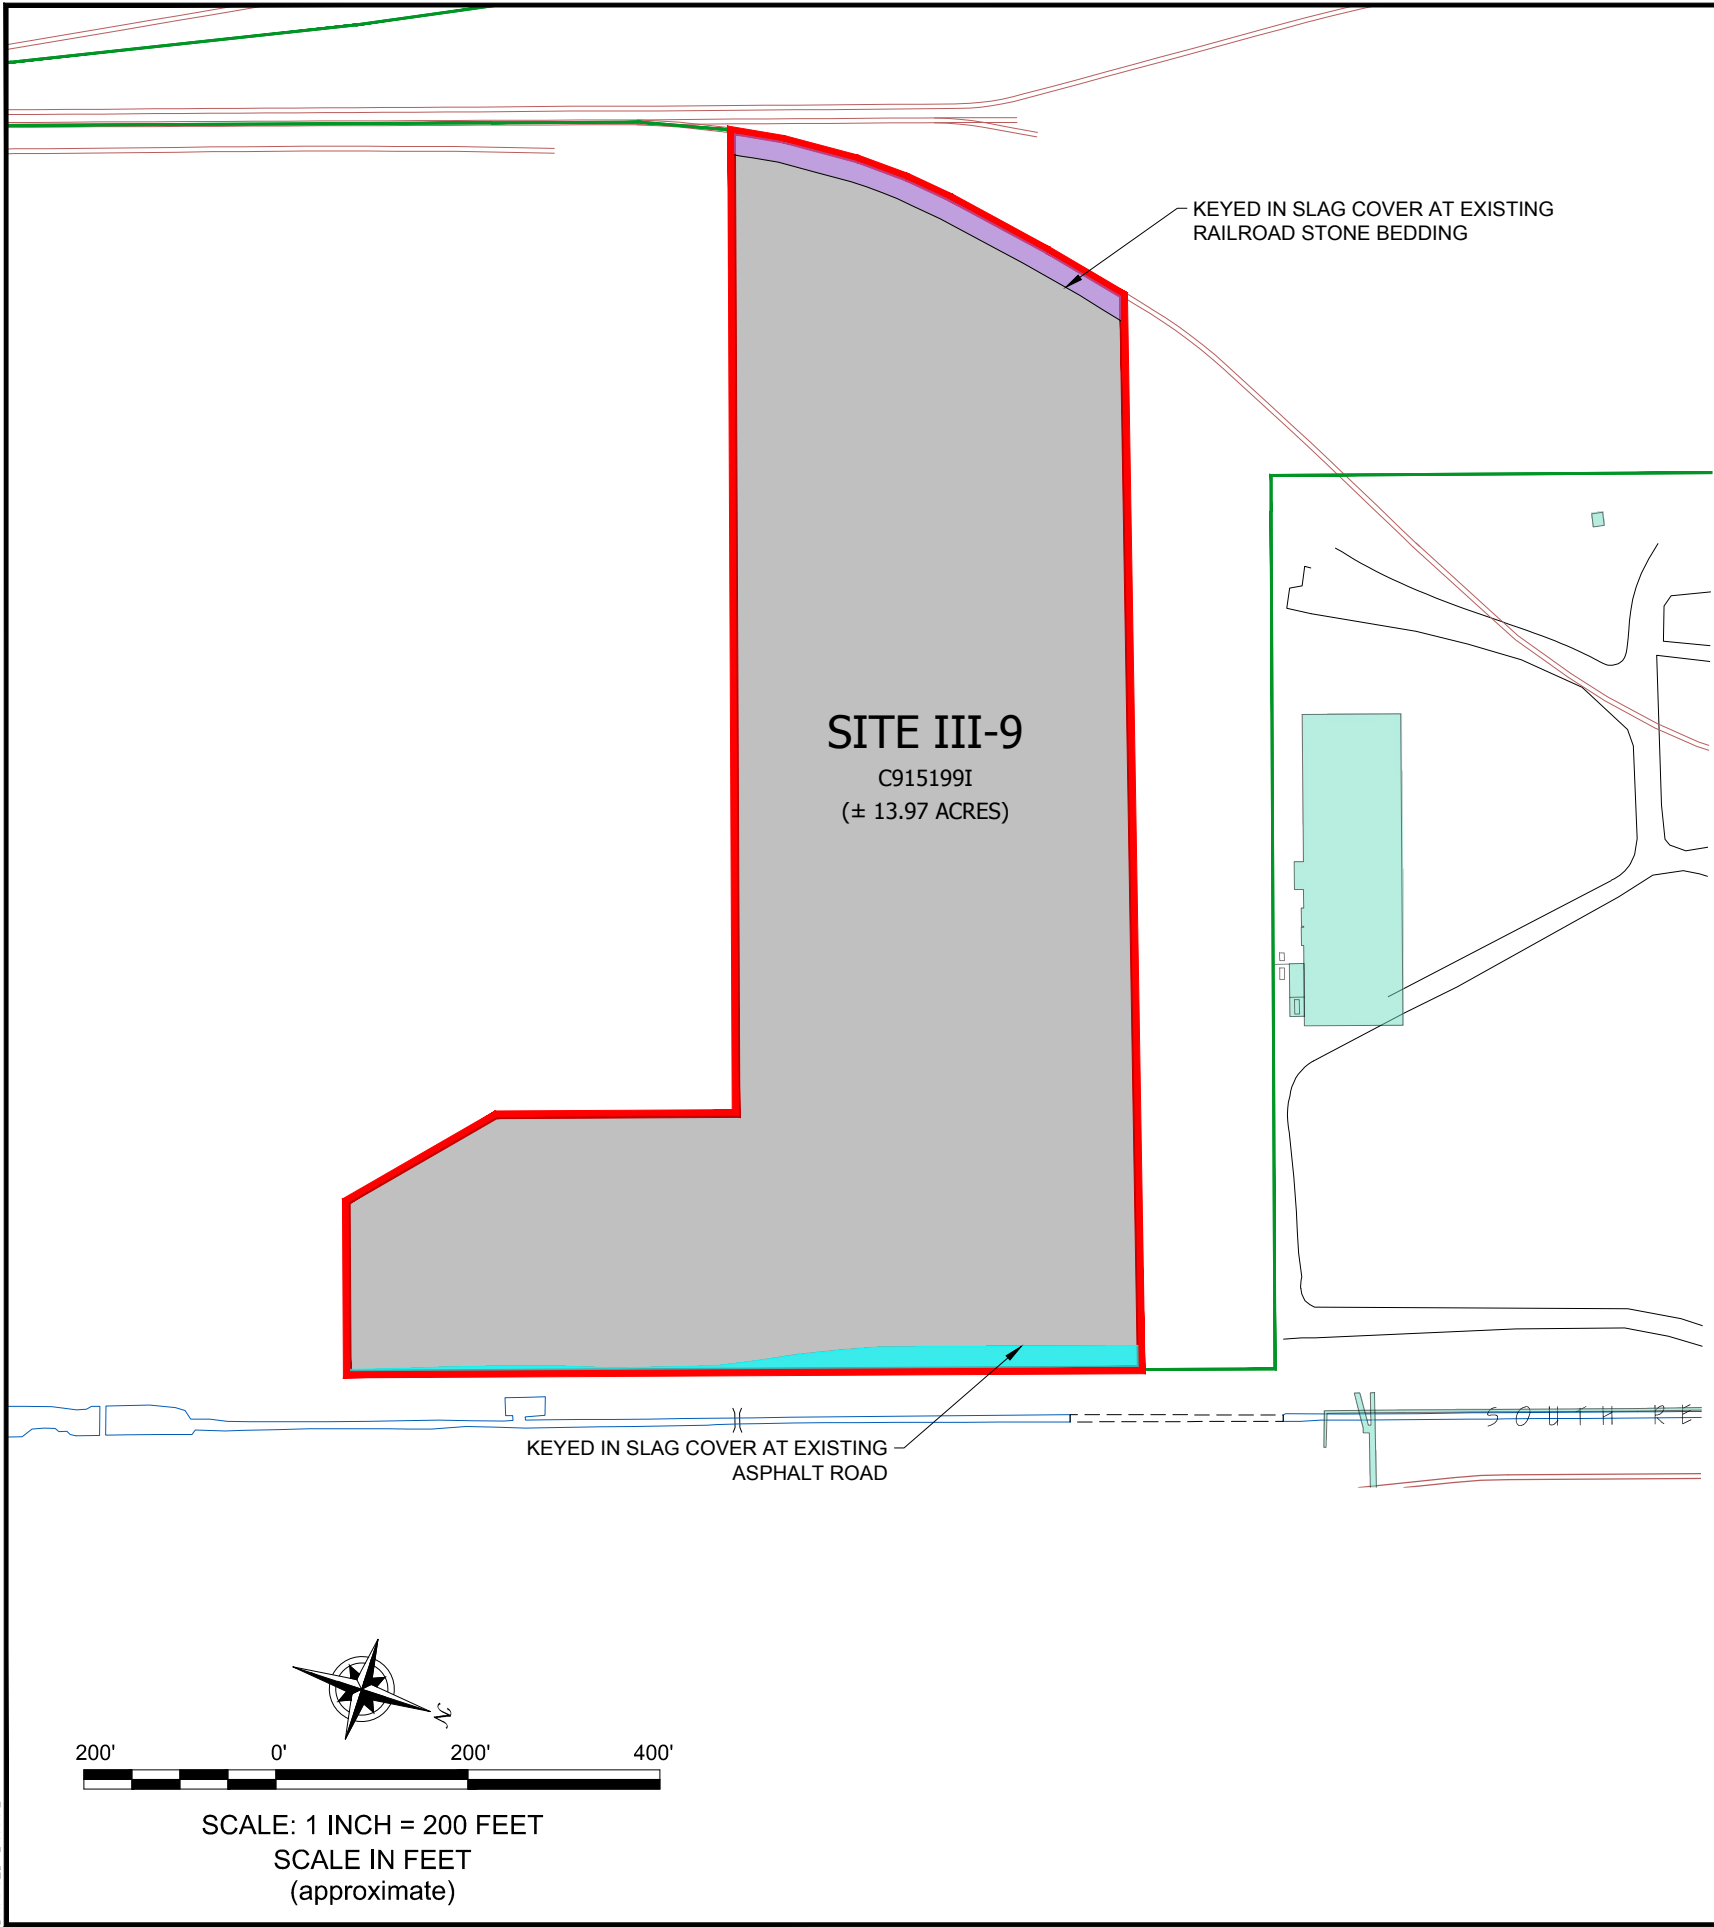 KEYED IN SLAG COVER AT EXISTING
RAILROAD STONE BEDDING
SITE III-9
C915199I
(± 13.97 ACRES)
SOUTH RE
KEYED IN SLAG COVER AT EXISTING
ASPHALT ROAD
N
200' 0' 200' 400'
SCALE: 1 INCH = 200 FEET
SCALE IN FEET
(approximate)